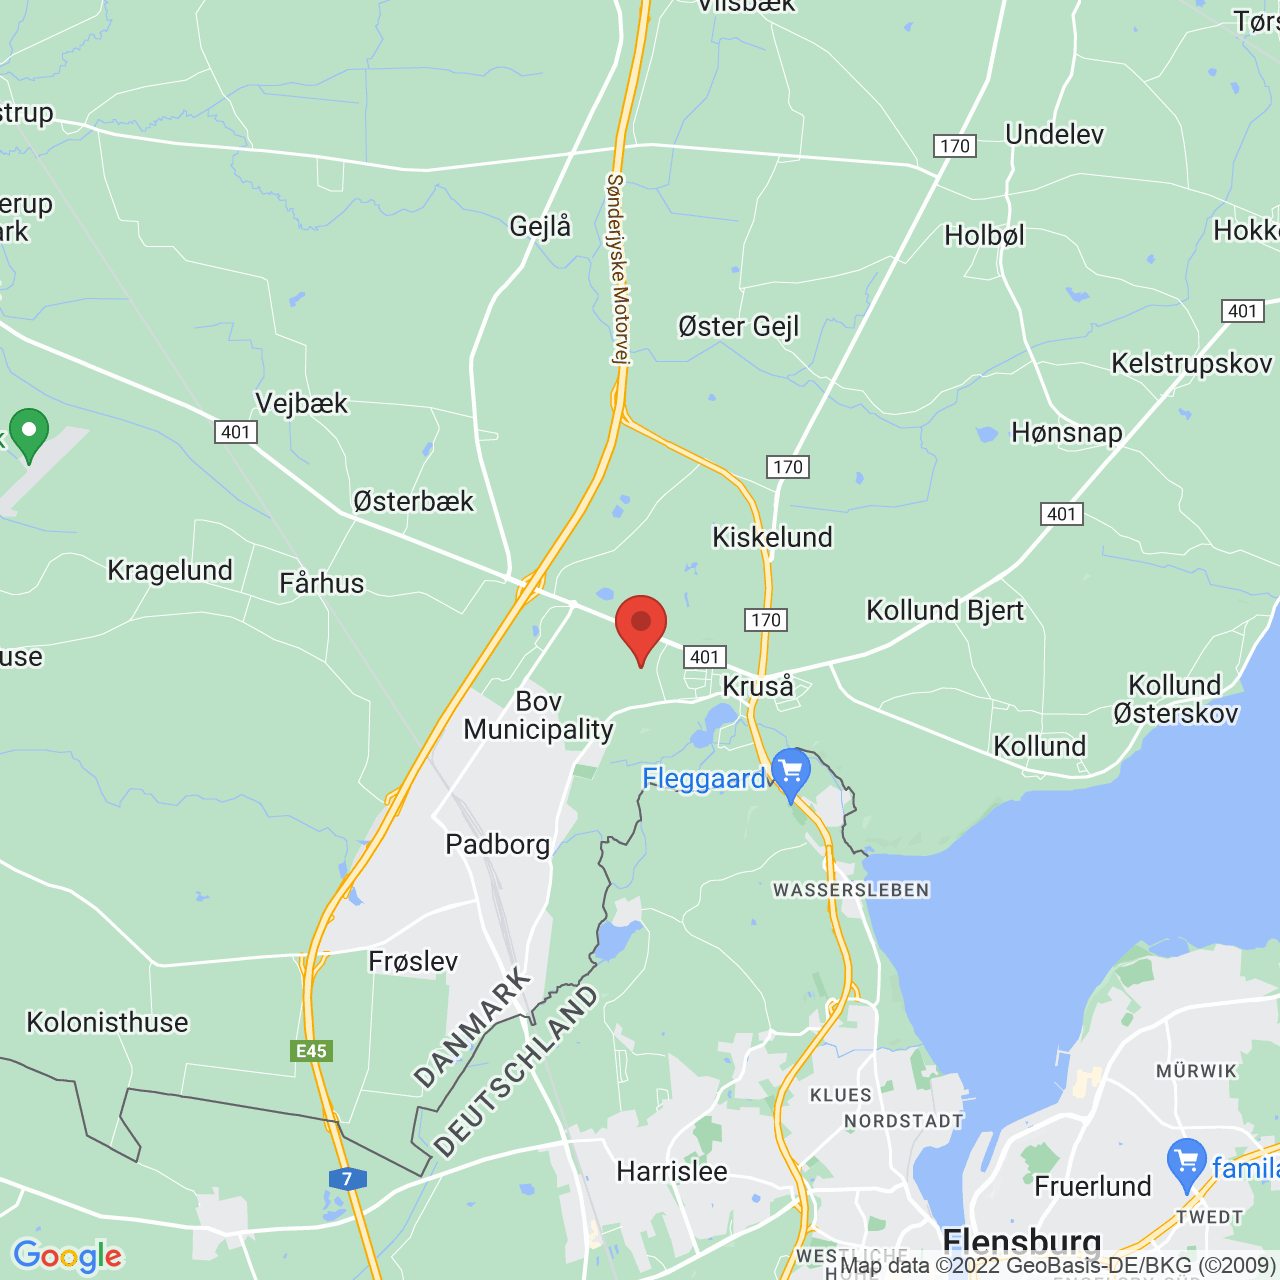 Vilsbæk
strup
170
Undelev
erup
ark
Gejlå
Sønderjyske Motorvej
Holbøl
Øster Gejl
401
Kelstrupskov
Vejbæk
401
Hønsnap
170
Østerbæk
401
Kiskelund
Kragelund
Fårhus
170
Kollund Bjert
use
401
Kruså
Bov
Municipality
Kollund
Østerskov
Kollund
Fleggaard
Padborg
WASSERSLEBEN
Frøslev
DANMARK
DEUTSCHLAND
Kolonisthuse
E45
MÜRWIK
KLUES
NORDSTADT
Harrislee
7
Fruerlund
famila
TWEDT
Flensburg
WESTLICHE
HÖHE
Google
Map data ©2022 GeoBasis-DE/BKG (©2009)